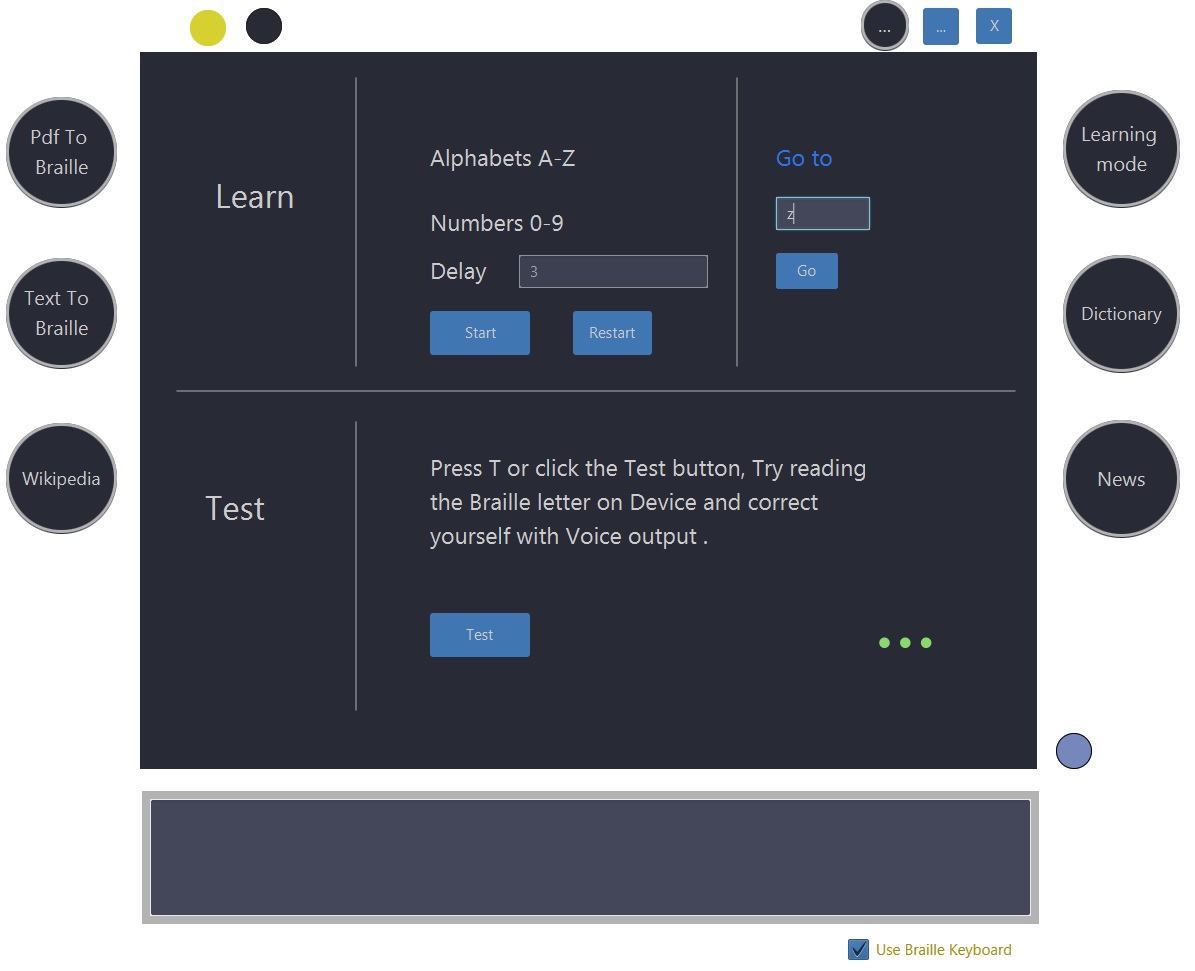 ...
...
X
Pdf To
Braille
Text To
Braille
Wikipedia
Learn
Alphabets A-Z
Numbers 0-9
Delay
3
Start
Restart
Go to
z
Go
Test
Press T or click the Test button, Try reading
the Braille letter on Device and correct
yourself with Voice output .
Test
Learning
mode
Dictionary
News
Use Braille Keyboard